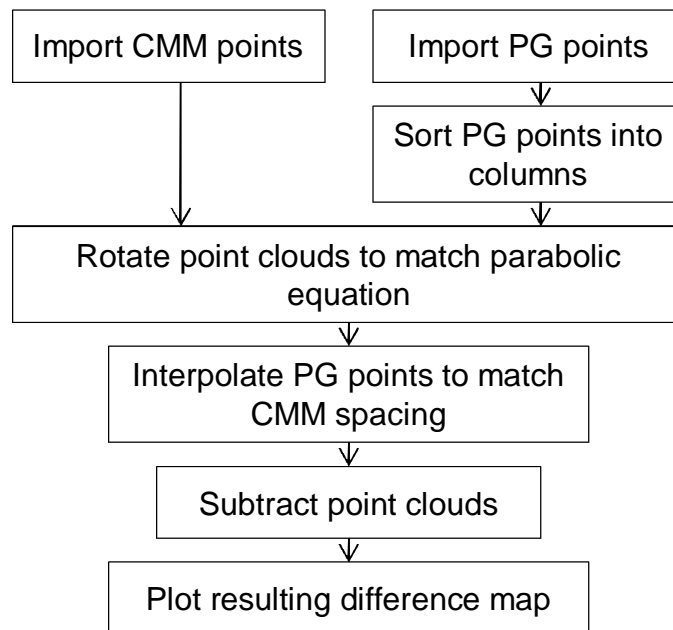 Import CMM points
Import PG points
Sort PG points into
columns
Rotate point clouds to match parabolic
equation
Interpolate PG points to match
CMM spacing
Subtract point clouds
Plot resulting difference map